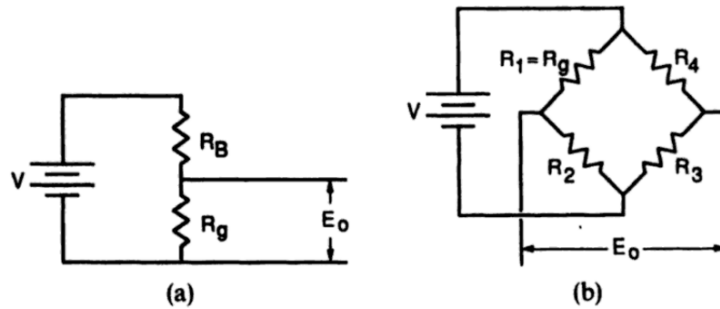 V
R_B
R_g
E_o
(a)
V
R_1=R_g
R_4
R_2
R_3
E_o
(b)